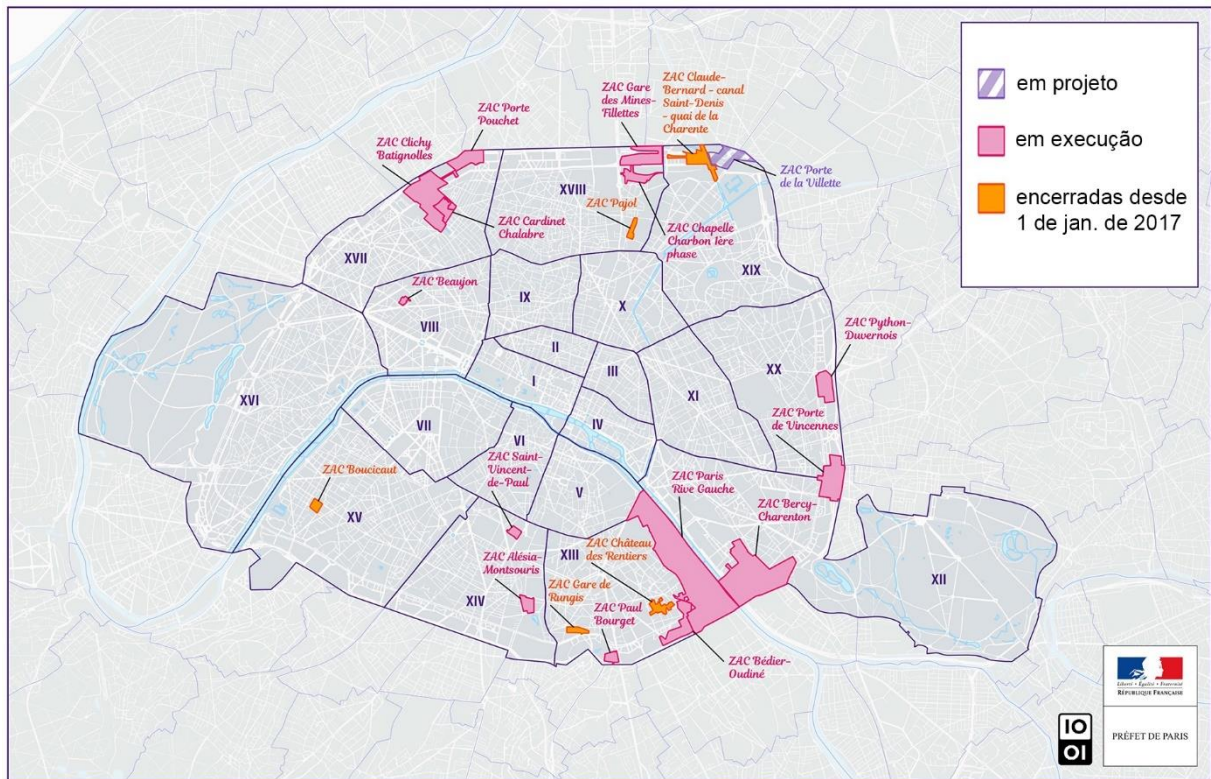 em projeto
em execução
encerradas desde
1 de jan. de 2017
ZAC Claude-
Bernard - canal
Saint-Denis
- quai de la
Charente
ZAC Gare
des Mines-
Fillettes
ZAC Porte
Pouchet
ZAC Clichy
Batignolles
XVIII
ZAC Porte
de la Villette
ZAC Pajol
ZAC Cardinet
Chalabre
ZAC Chapelle
Charbon 1ère
phase
XVII
XIX
ZAC Beaujon
IX
X
VIII
ZAC Python-
Duvernois
II
III
XX
I
XVI
XI
ZAC Porte
de Vincennes
VII
IV
VI
ZAC Saint-
Vincent-
de-Paul
ZAC Boucicaut
ZAC Paris
Rive Gauche
V
ZAC Bercy-
Charenton
XV
XIII
ZAC Château
des Rentiers
ZAC Alésia-
Montsouris
ZAC Gare de
Rungis
XII
XIV
ZAC Paul
Bourget
ZAC Bédier-
Oudiné
Liberté • Égalité • Fraternité
RÉPUBLIQUE FRANÇAISE
PRÉFET DE PARIS
IO
OI